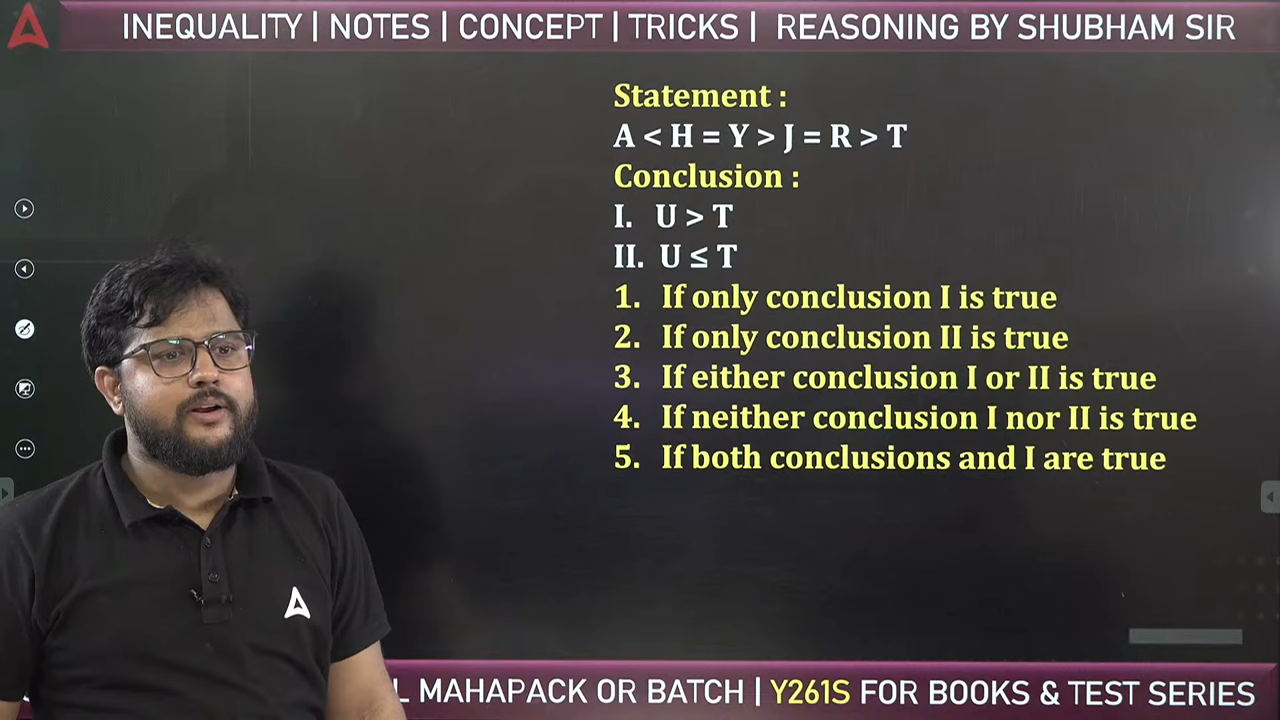 INEQUALITY | NOTES | CONCEPT | TRICKS | REASONING BY SHUBHAM SIR
Statement :
A < H = Y > J = R > T
Conclusion :
I. U > T
II. U ≤ T
1. If only conclusion I is true
2. If only conclusion II is true
3. If either conclusion I or II is true
4. If neither conclusion I nor II is true
5. If both conclusions and I are true
L MAHAPACK OR BATCH | Y261S FOR BOOKS & TEST SERIES